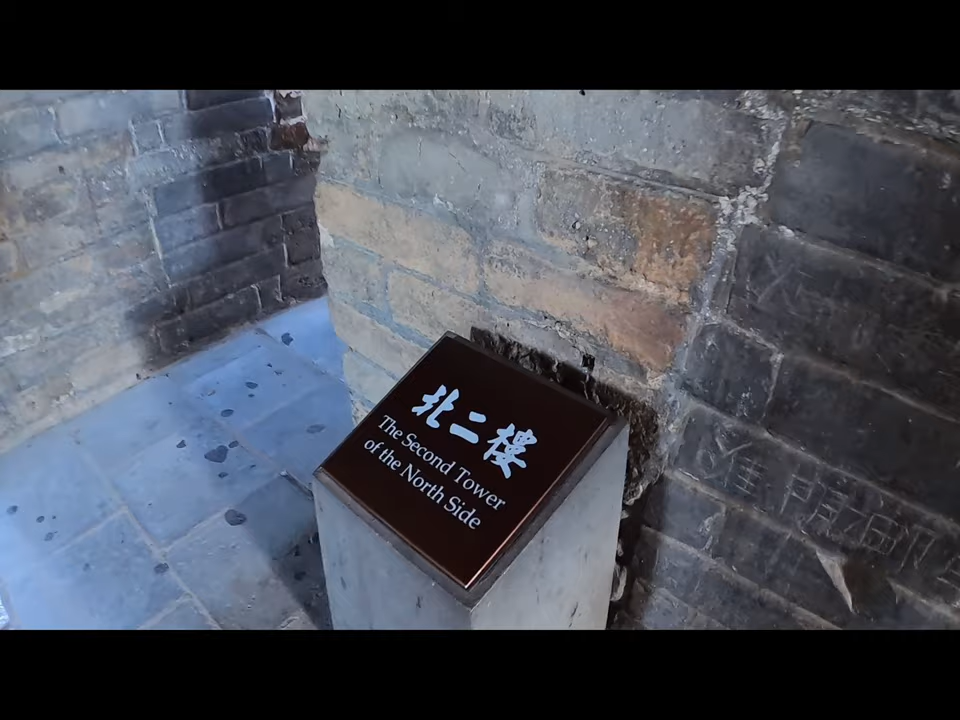 北二樓
The Second Tower
of the North Side